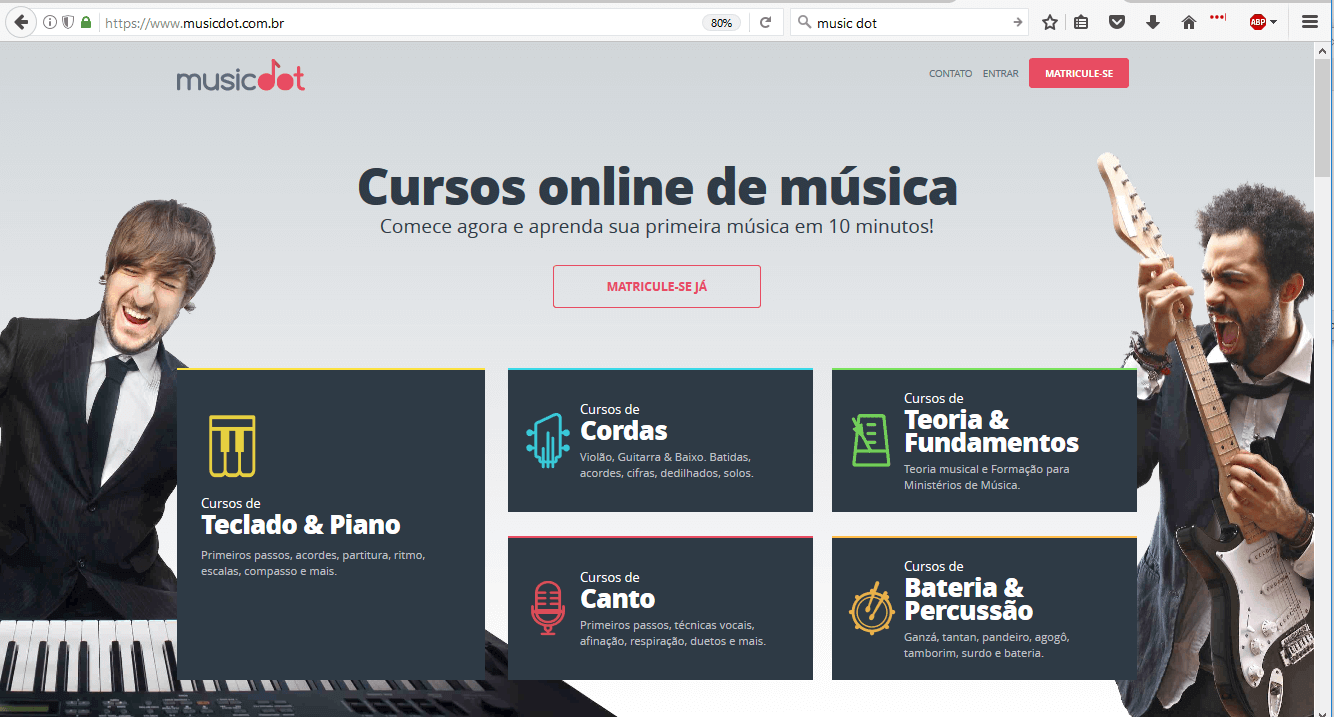 https://www.musicdot.com.br
80%
music dot
ABP
musicdot
CONTATO
ENTRAR
MATRICULE-SE
Cursos online de música
Comece agora e aprenda sua primeira música em 10 minutos!
MATRICULE-SE JÁ
Cursos de
Teclado & Piano
Primeiros passos, acordes, partitura, ritmo,
escalas, compasso e mais.
Cursos de
Cordas
Violão, Guitarra & Baixo. Batidas,
acordes, cifras, dedilhados, solos.
Cursos de
Teoria &
Fundamentos
Teoria musical e Formação para
Ministérios de Música.
Cursos de
Canto
Primeiros passos, técnicas vocais,
afinação, respiração, duetos e mais.
Cursos de
Bateria &
Percussão
Ganzá, tantan, pandeiro, agogô,
tamborim, surdo e bateria.